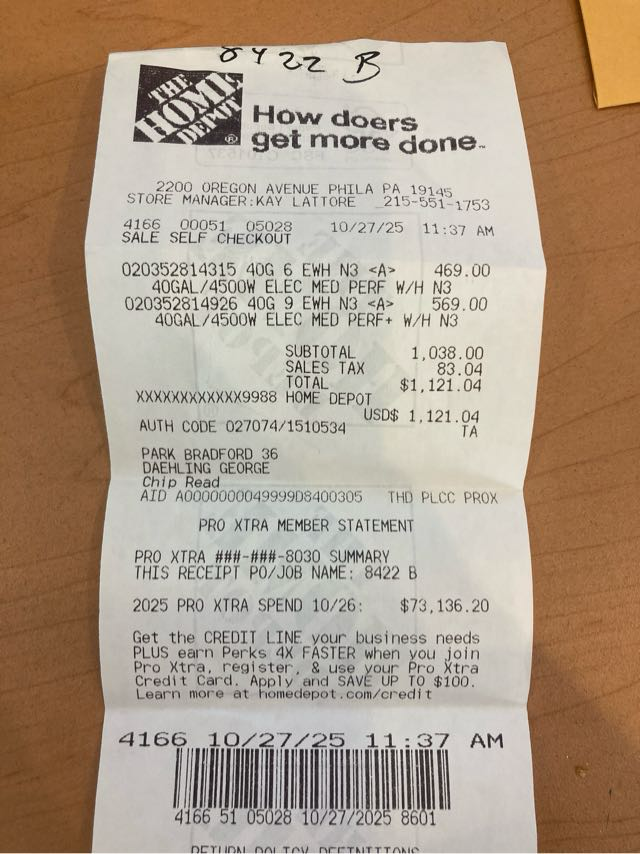 8422 B
THE
HOME
DEPOT®
How doers
get more done™
2200 OREGON AVENUE PHILA PA 19145
STORE MANAGER:KAY LATTORE 215-551-1753
4166 00051 05028 10/27/25 11:37 AM
SALE SELF CHECKOUT
020352814315 40G 6 EWH N3 <A> 469.00
40GAL/4500W ELEC MED PERF W/H N3
020352814926 40G 9 EWH N3 <A> 569.00
40GAL/4500W ELEC MED PERF+ W/H N3
SUBTOTAL 1,038.00
SALES TAX 83.04
TOTAL $1,121.04
XXXXXXXXXXXX9988 HOME DEPOT
USD$ 1,121.04
AUTH CODE 027074/1510534 TA
PARK BRADFORD 36
DAEHLING GEORGE
Chip Read
AID A0000000049999D8400305 THD PLCC PROX
PRO XTRA MEMBER STATEMENT
PRO XTRA ###-###-8030 SUMMARY
THIS RECEIPT PO/JOB NAME: 8422 B
2025 PRO XTRA SPEND 10/26: $73,136.20
Get the CREDIT LINE your business needs
PLUS earn Perks 4X FASTER when you join
Pro Xtra, register, & use your Pro Xtra
Credit Card. Apply and SAVE UP TO $100.
Learn more at homedepot.com/credit
4166 10/27/25 11:37 AM
4166 51 05028 10/27/2025 8601
RETURN POLICY DEFINITIONS